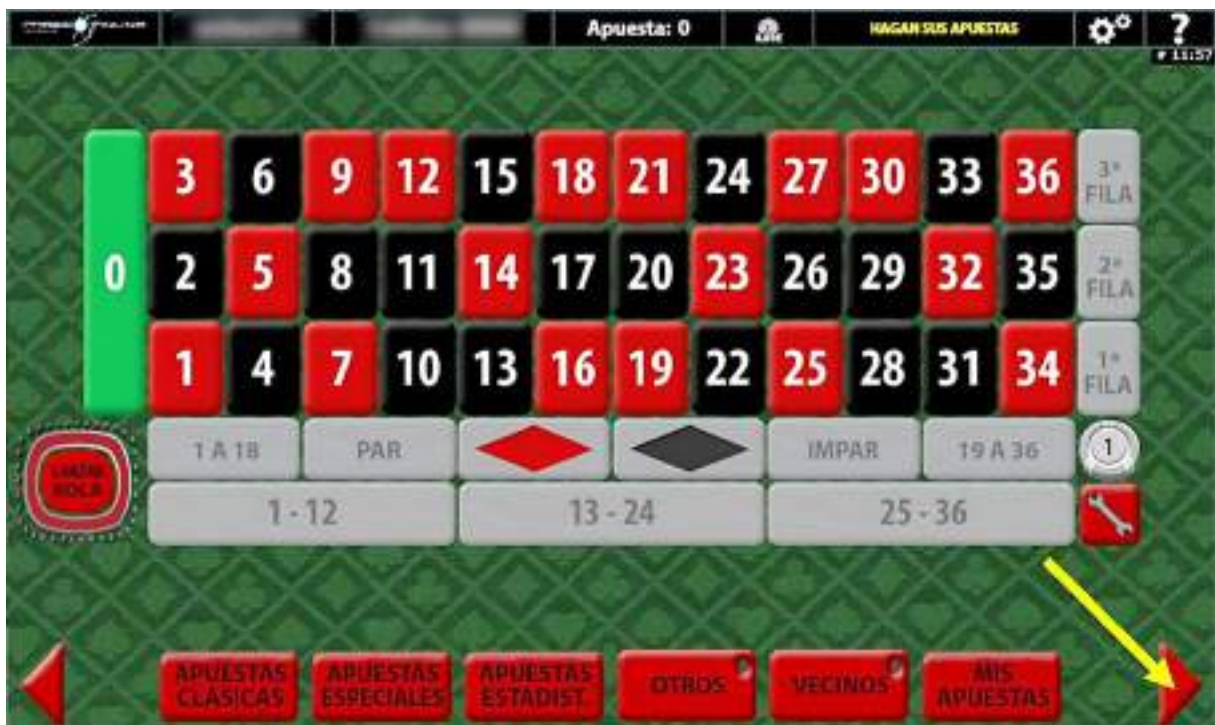 Apuesta: 0
HAGAN SUS APUESTAS
?
# 11:57
3 6 9 12 15 18 21 24 27 30 33 36 3ª FILA
0 2 5 8 11 14 17 20 23 26 29 32 35 2ª FILA
1 4 7 10 13 16 19 22 25 28 31 34 1ª FILA
1 A 18 PAR IMPAR 19 A 36 1
LANZAR
BOLA
1 - 12 13 - 24 25 - 36
APUESTAS
CLÁSICAS
APUESTAS
ESPECIALES
APUESTAS
ESTADIST.
OTROS
VECINOS
MIS
APUESTAS